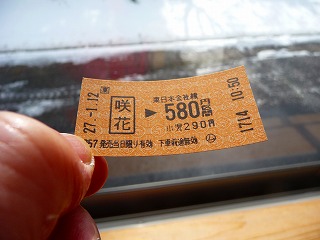 27.-1.12
東
咲花
東日本会社線
▶580円区間
小児290円
1714 10:50
発売当日限り有効 下車前途無効